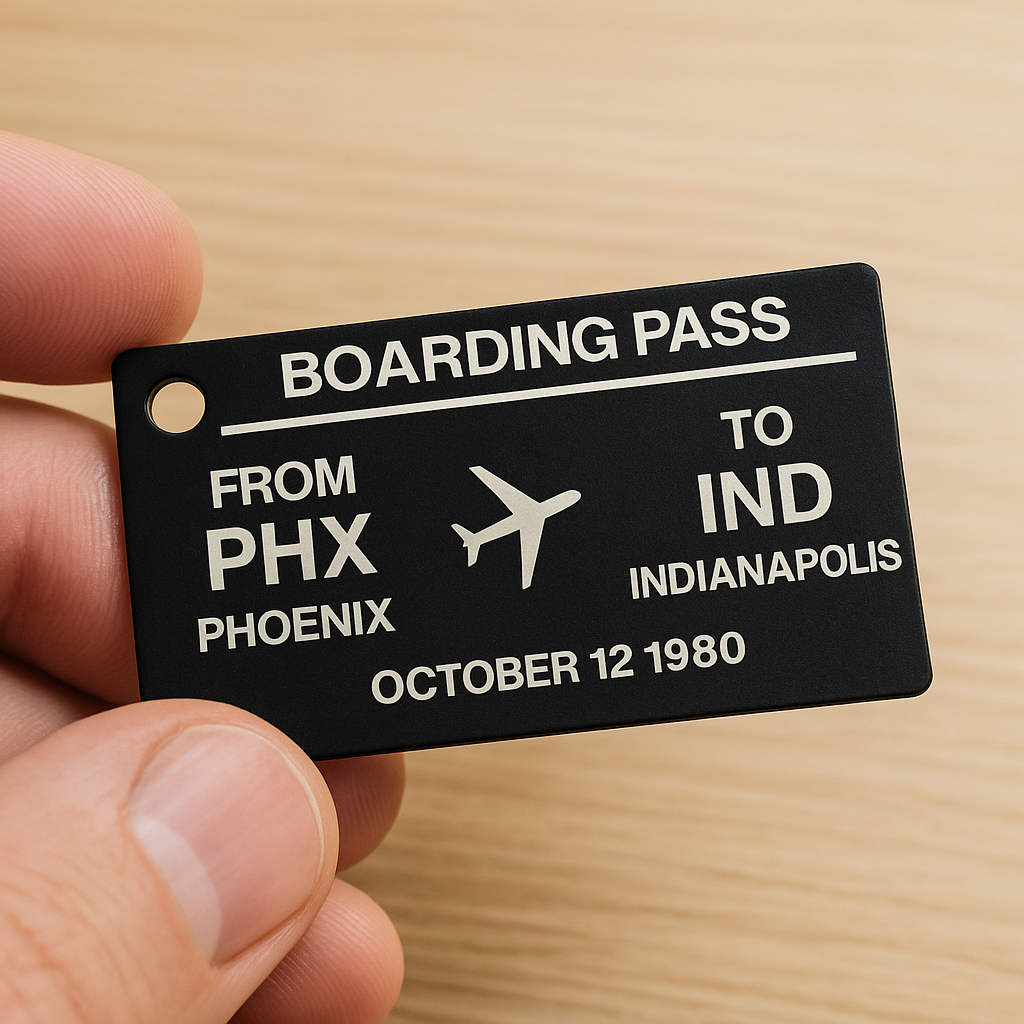 BOARDING PASS
FROM
PHX
PHOENIX
TO
IND
INDIANAPOLIS
OCTOBER 12 1980